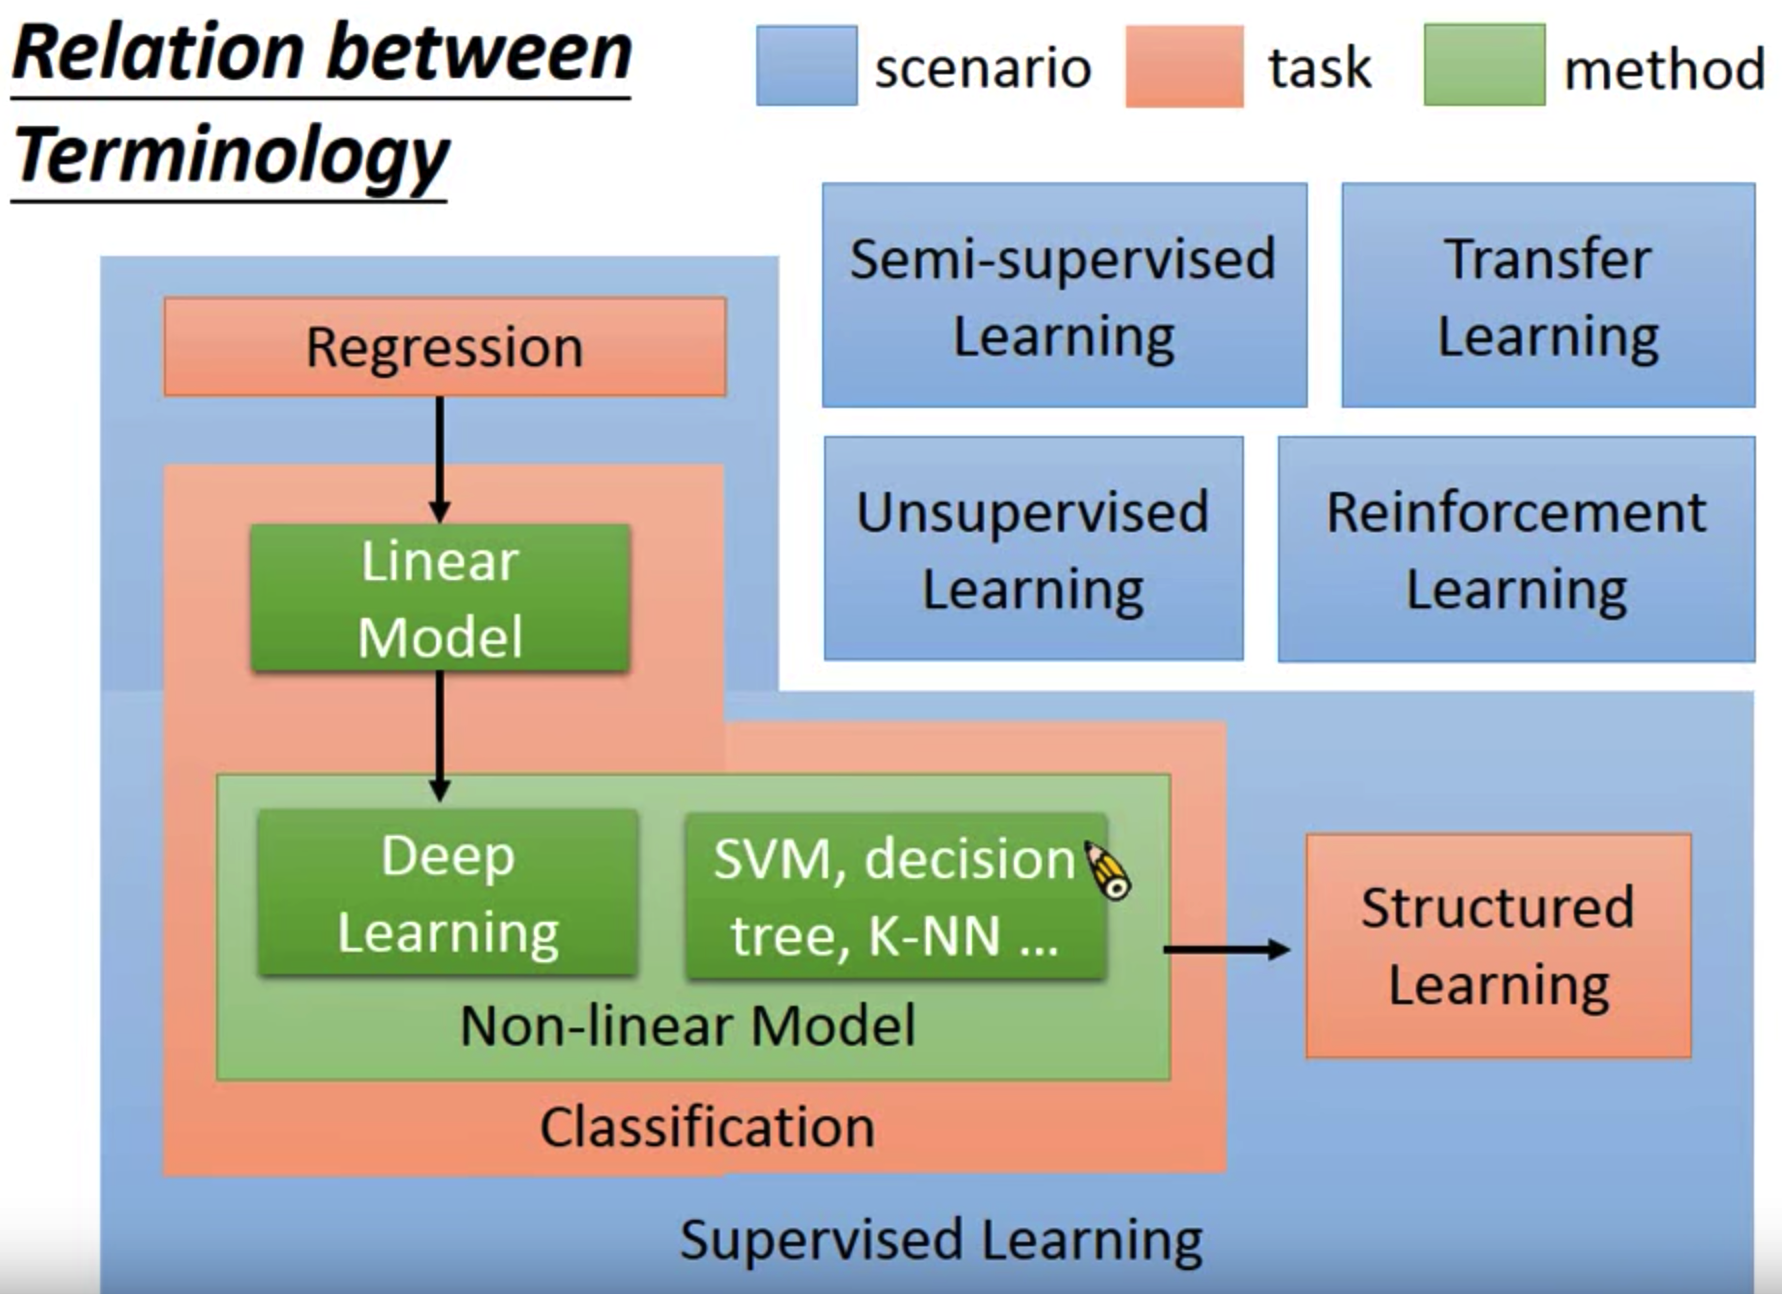 Relation between
Terminology
scenario
task
method
Semi-supervised
Learning
Transfer
Learning
Regression
Unsupervised
Learning
Reinforcement
Learning
Linear
Model
Deep
Learning
SVM, decision
tree, K-NN ...
Non-linear Model
Structured
Learning
Classification
Supervised Learning